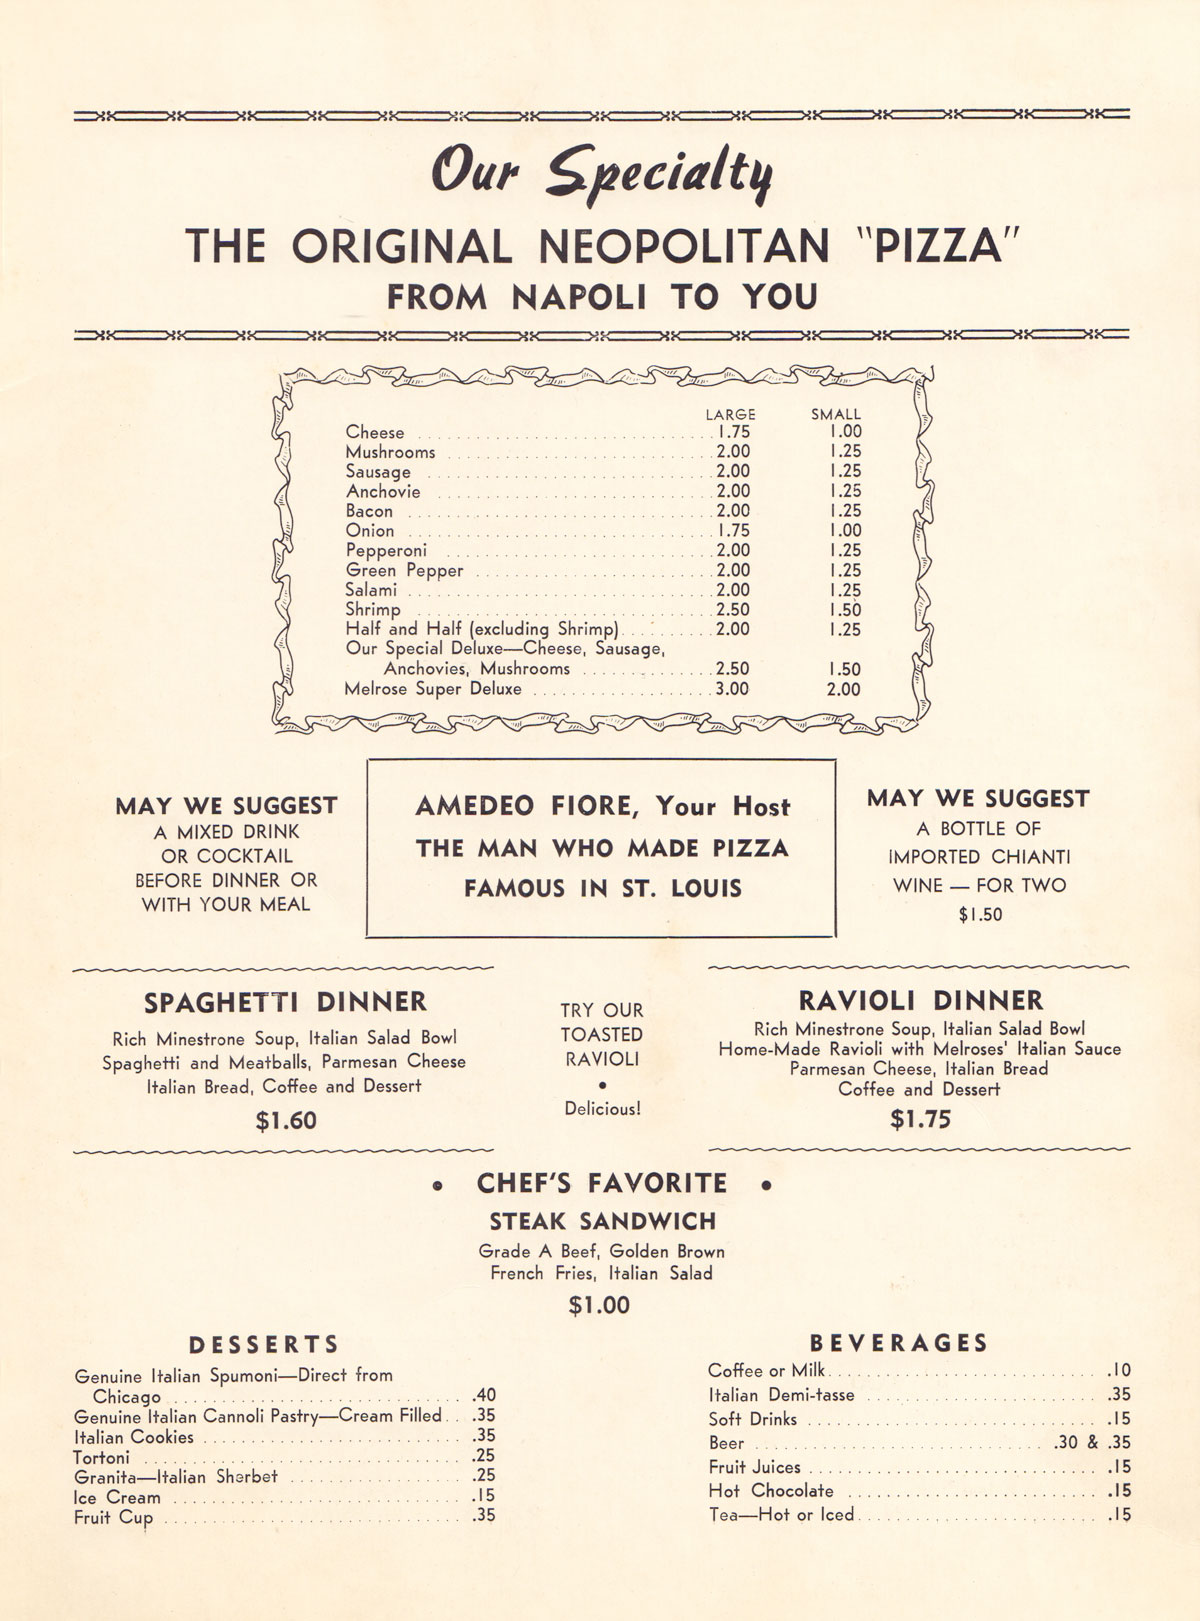 Our Specialty
THE ORIGINAL NEOPOLITAN "PIZZA"
FROM NAPOLI TO YOU
LARGE SMALL
Cheese 1.75 1.00
Mushrooms 2.00 1.25
Sausage 2.00 1.25
Anchovie 2.00 1.25
Bacon 2.00 1.25
Onion 1.75 1.00
Pepperoni 2.00 1.25
Green Pepper 2.00 1.25
Salami 2.00 1.25
Shrimp 2.50 1.50
Half and Half (excluding Shrimp) 2.00 1.25
Our Special Deluxe—Cheese, Sausage,
Anchovies, Mushrooms 2.50 1.50
Melrose Super Deluxe 3.00 2.00
MAY WE SUGGEST
A MIXED DRINK
OR COCKTAIL
BEFORE DINNER OR
WITH YOUR MEAL
AMEDEO FIORE, Your Host
THE MAN WHO MADE PIZZA
FAMOUS IN ST. LOUIS
MAY WE SUGGEST
A BOTTLE OF
IMPORTED CHIANTI
WINE — FOR TWO
$1.50
SPAGHETTI DINNER
Rich Minestrone Soup, Italian Salad Bowl
Spaghetti and Meatballs, Parmesan Cheese
Italian Bread, Coffee and Dessert
$1.60
TRY OUR
TOASTED
RAVIOLI
•
Delicious!
RAVIOLI DINNER
Rich Minestrone Soup, Italian Salad Bowl
Home-Made Ravioli with Melroses' Italian Sauce
Parmesan Cheese, Italian Bread
Coffee and Dessert
$1.75
• CHEF'S FAVORITE •
STEAK SANDWICH
Grade A Beef, Golden Brown
French Fries, Italian Salad
$1.00
DESSERTS
Genuine Italian Spumoni—Direct from
Chicago .40
Genuine Italian Cannoli Pastry—Cream Filled .35
Italian Cookies .35
Tortoni .25
Granita—Italian Sherbet .25
Ice Cream .15
Fruit Cup .35
BEVERAGES
Coffee or Milk .10
Italian Demi-tasse .35
Soft Drinks .15
Beer .30 & .35
Fruit Juices .15
Hot Chocolate .15
Tea—Hot or Iced .15